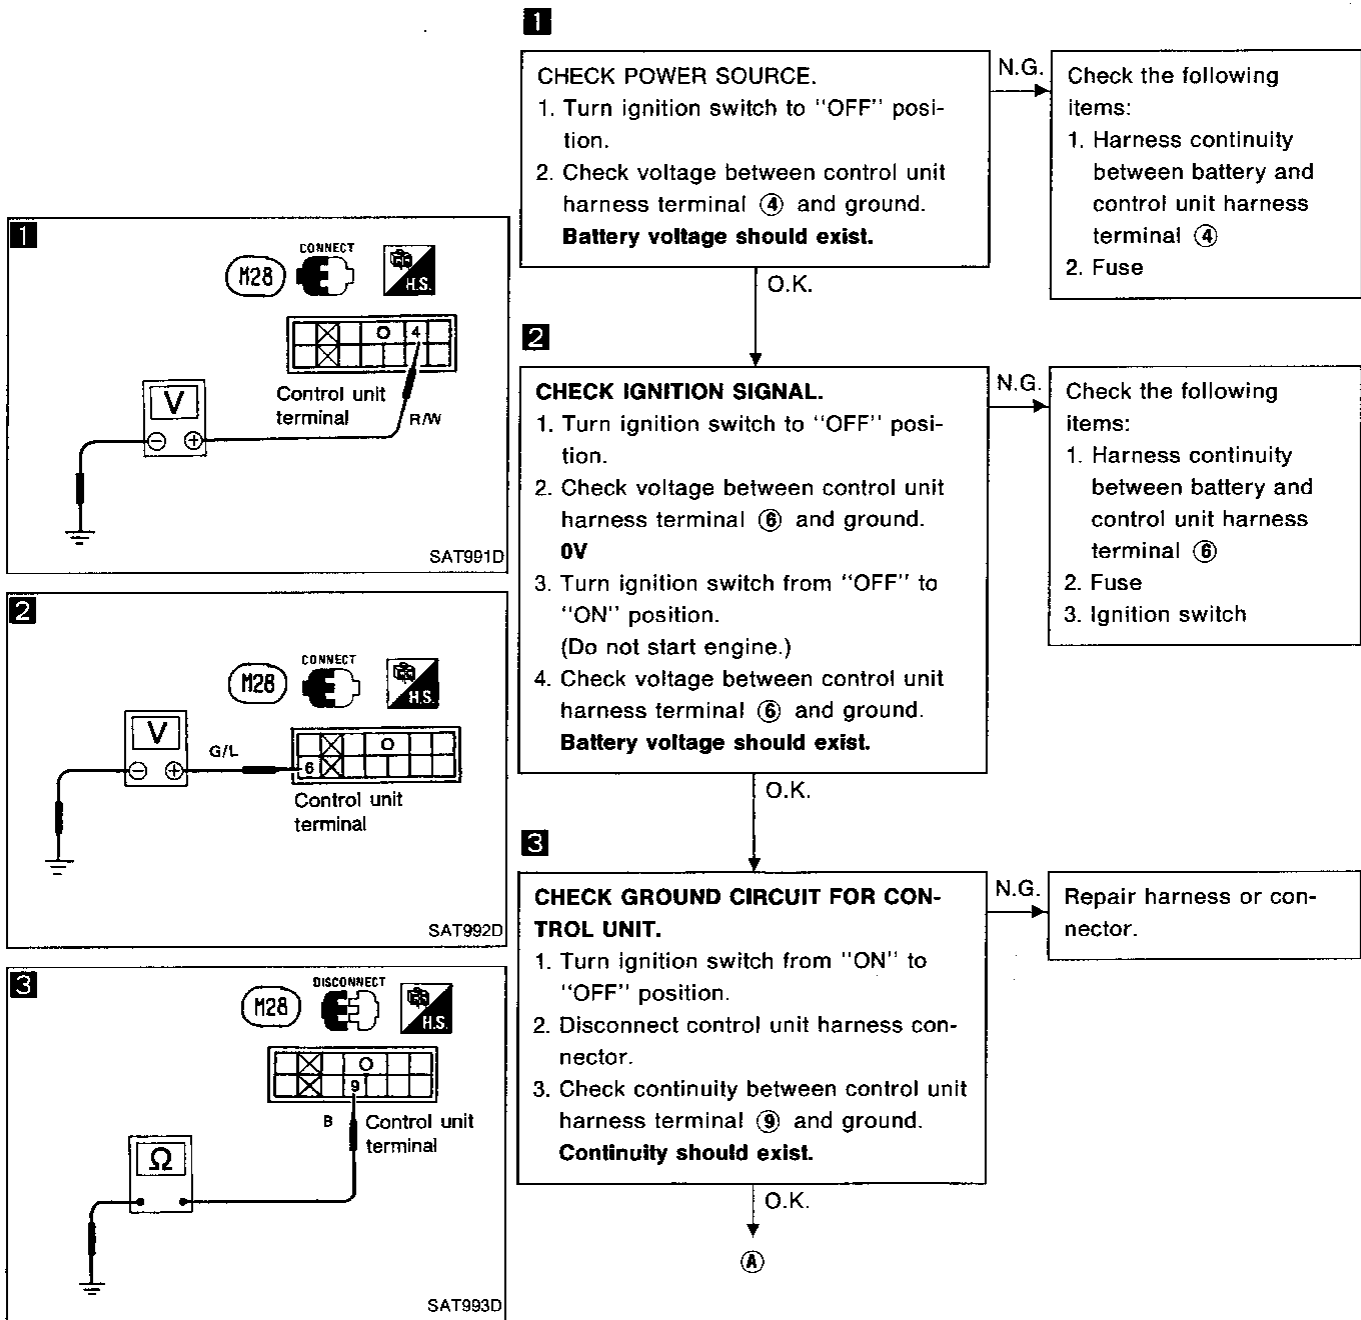 1
CHECK POWER SOURCE.
1. Turn ignition switch to "OFF" posi-
tion.
2. Check voltage between control unit
harness terminal ④ and ground.
Battery voltage should exist.
N.G.
Check the following
items:
1. Harness continuity
between battery and
control unit harness
terminal ④
2. Fuse
O.K.
1
M28
CONNECT
H.S.
4
Control unit
terminal
R/W
V
⊖ ⊕
SAT991D
2
CHECK IGNITION SIGNAL.
1. Turn ignition switch to "OFF" posi-
tion.
2. Check voltage between control unit
harness terminal ⑥ and ground.
0V
3. Turn ignition switch from "OFF" to
"ON" position.
(Do not start engine.)
4. Check voltage between control unit
harness terminal ⑥ and ground.
Battery voltage should exist.
N.G.
Check the following
items:
1. Harness continuity
between battery and
control unit harness
terminal ⑥
2. Fuse
3. Ignition switch
O.K.
2
M28
CONNECT
H.S.
V
⊖ ⊕
G/L
6
Control unit
terminal
SAT992D
3
CHECK GROUND CIRCUIT FOR CON-
TROL UNIT.
1. Turn ignition switch from "ON" to
"OFF" position.
2. Disconnect control unit harness con-
nector.
3. Check continuity between control unit
harness terminal ⑨ and ground.
Continuity should exist.
N.G.
Repair harness or con-
nector.
O.K.
Ⓐ
3
M28
DISCONNECT
H.S.
9
B
Control unit
terminal
Ω
SAT993D